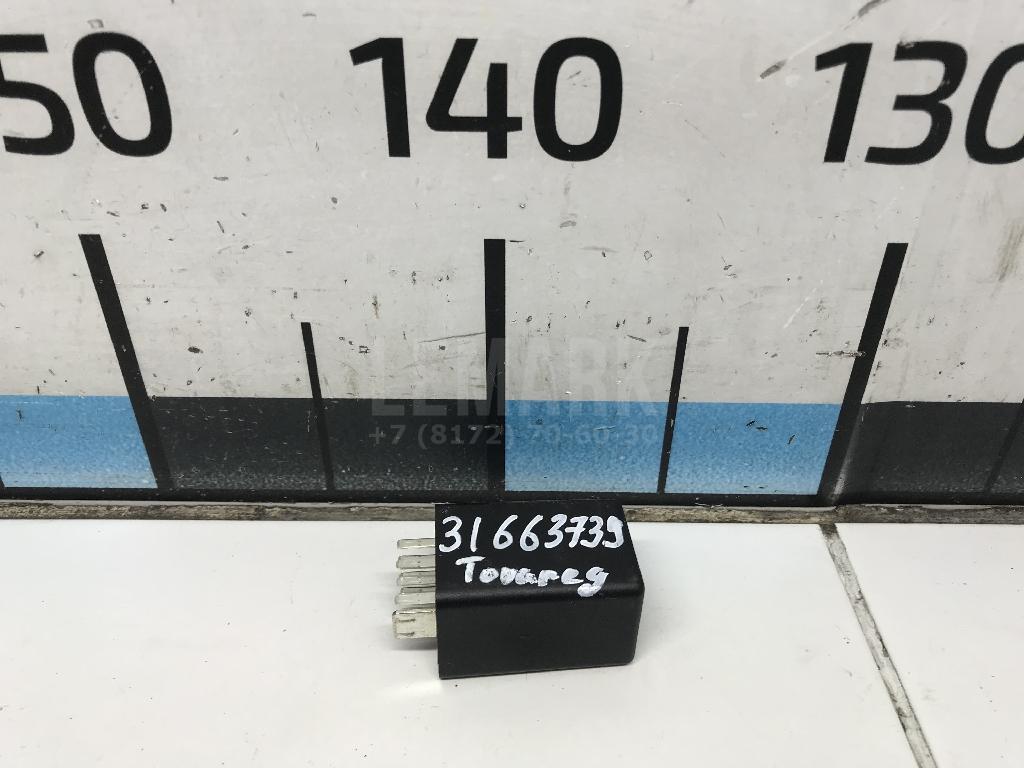 50 140 130
LEMARK
+7 (8172) 70-60-30
31663739
Touareg